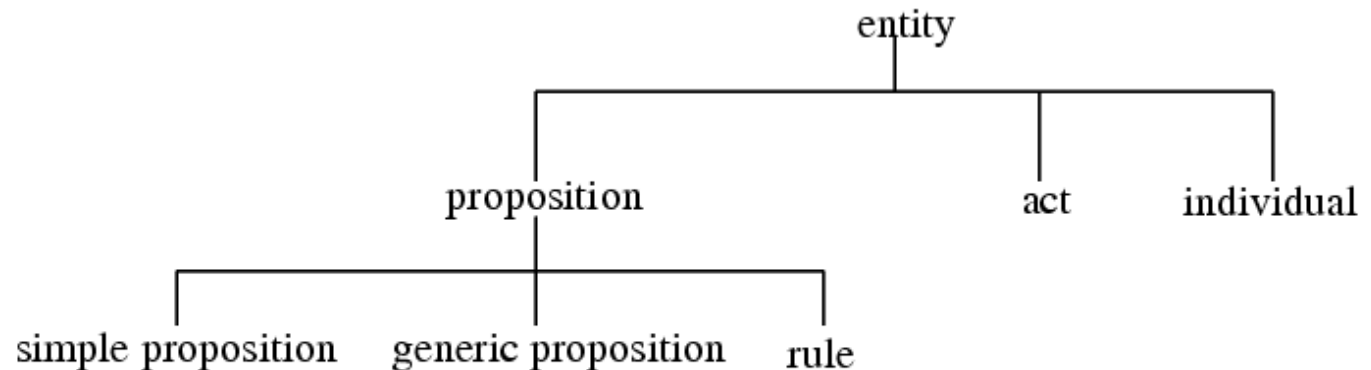 entity
proposition act individual
simple proposition generic proposition rule